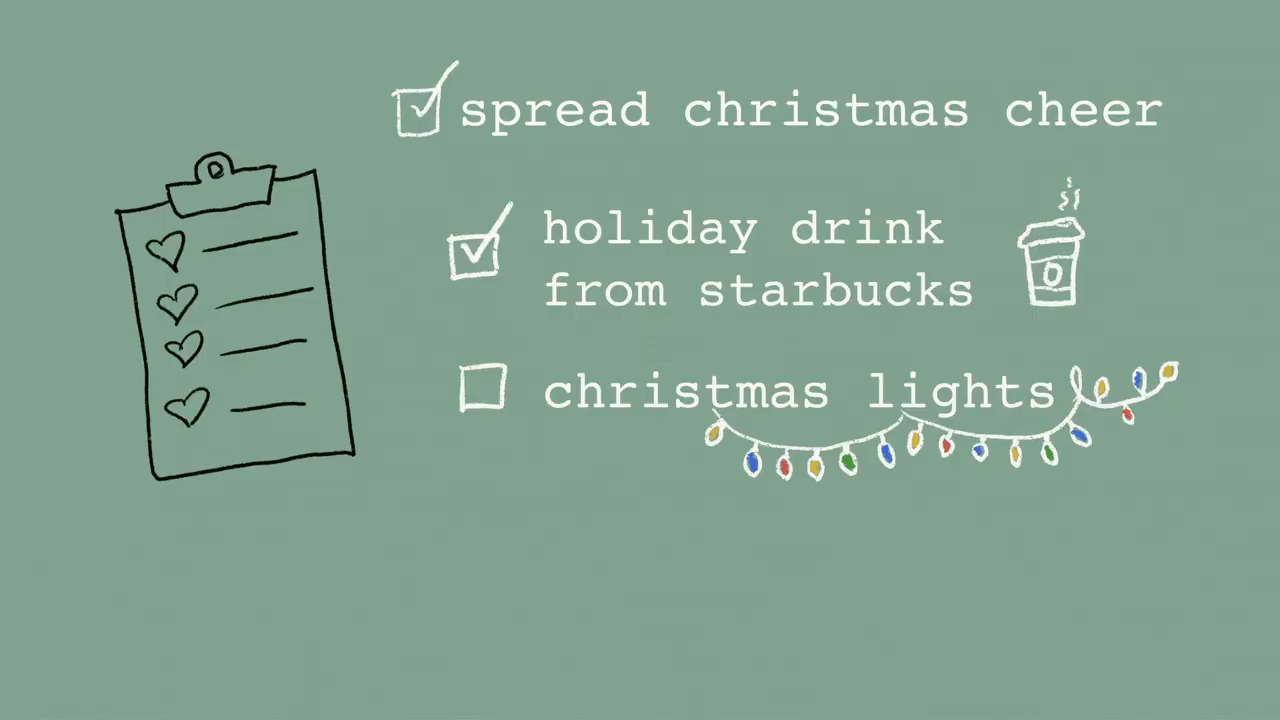 spread christmas cheer
holiday drink
from starbucks
christmas lights